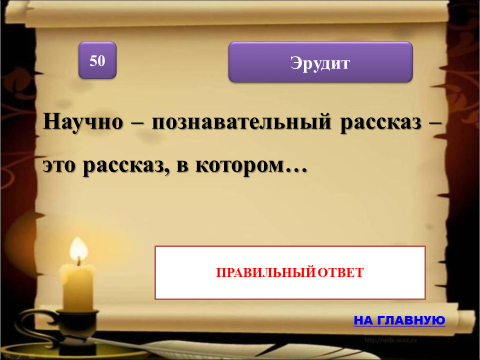 50
Эрудит
Научно – познавательный рассказ –
это рассказ, в котором…
ПРАВИЛЬНЫЙ ОТВЕТ
НА ГЛАВНУЮ